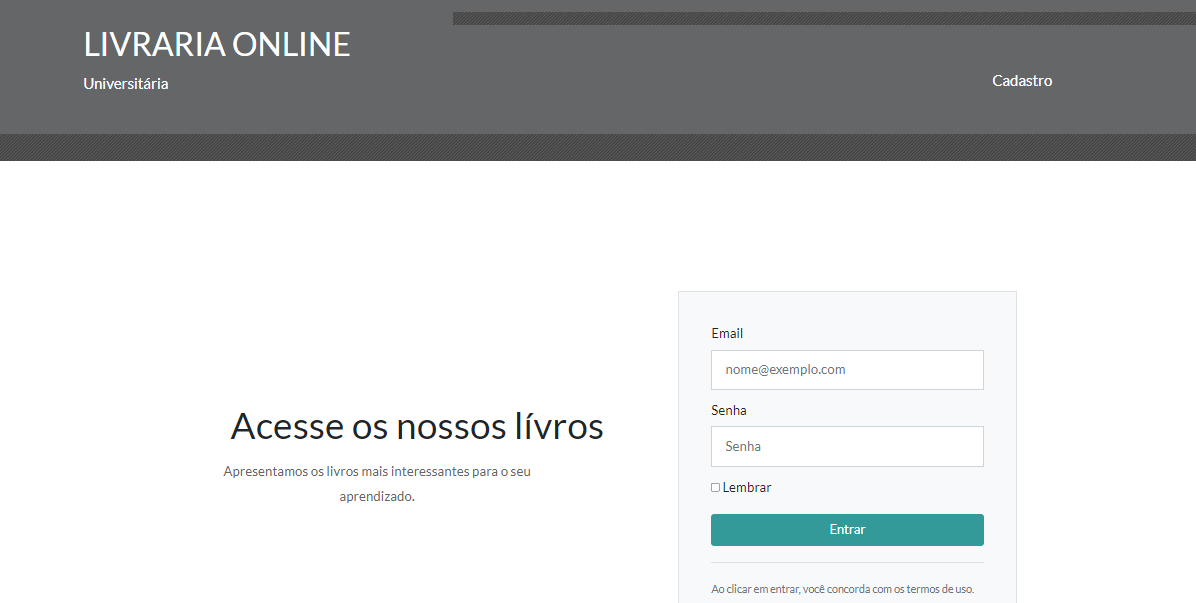 LIVRARIA ONLINE
Universitária
Cadastro
Acesse os nossos lívros
Apresentamos os livros mais interessantes para o seu
aprendizado.
Email
nome@exemplo.com
Senha
Senha
Lembrar
Entrar
Ao clicar em entrar, você concorda com os termos de uso.